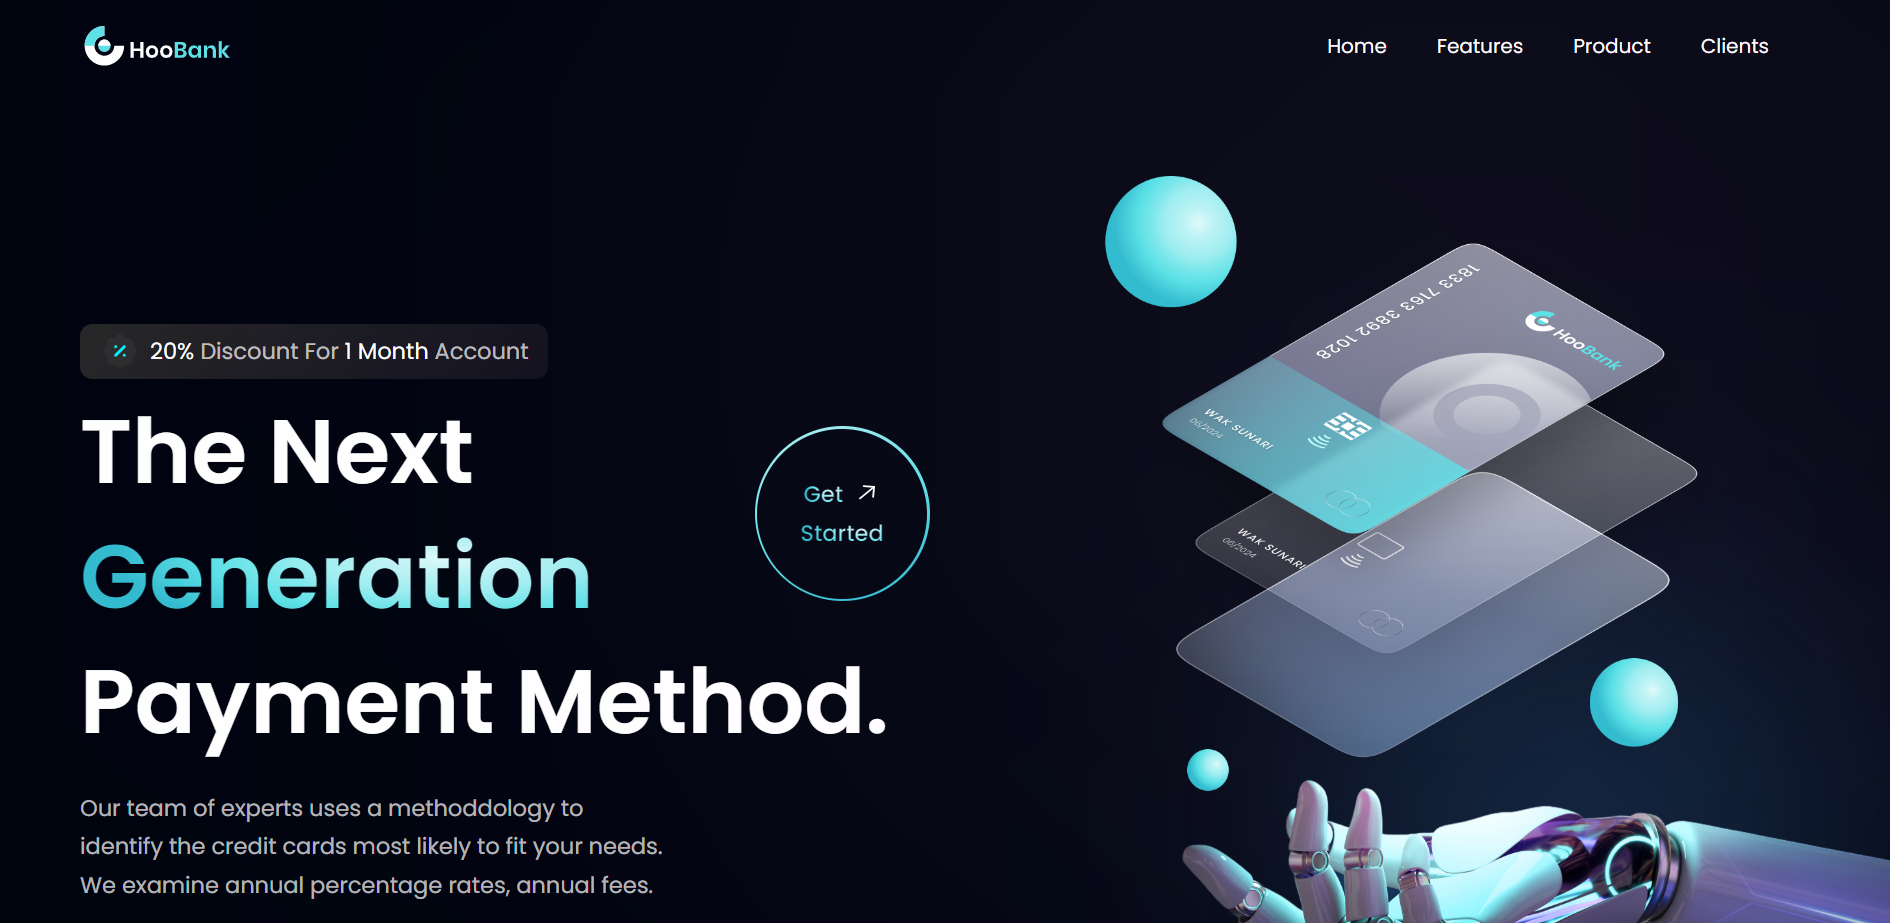 HooBank
Home Features Product Clients
20% Discount For 1 Month Account
The Next
Generation
Payment Method.
Get
Started
Our team of experts uses a methoddology to
identify the credit cards most likely to fit your needs.
We examine annual percentage rates, annual fees.
1833 7163 3892 1028
HooBank
WAK SUNARI
06/2024
WAK SUNARI
06/2024